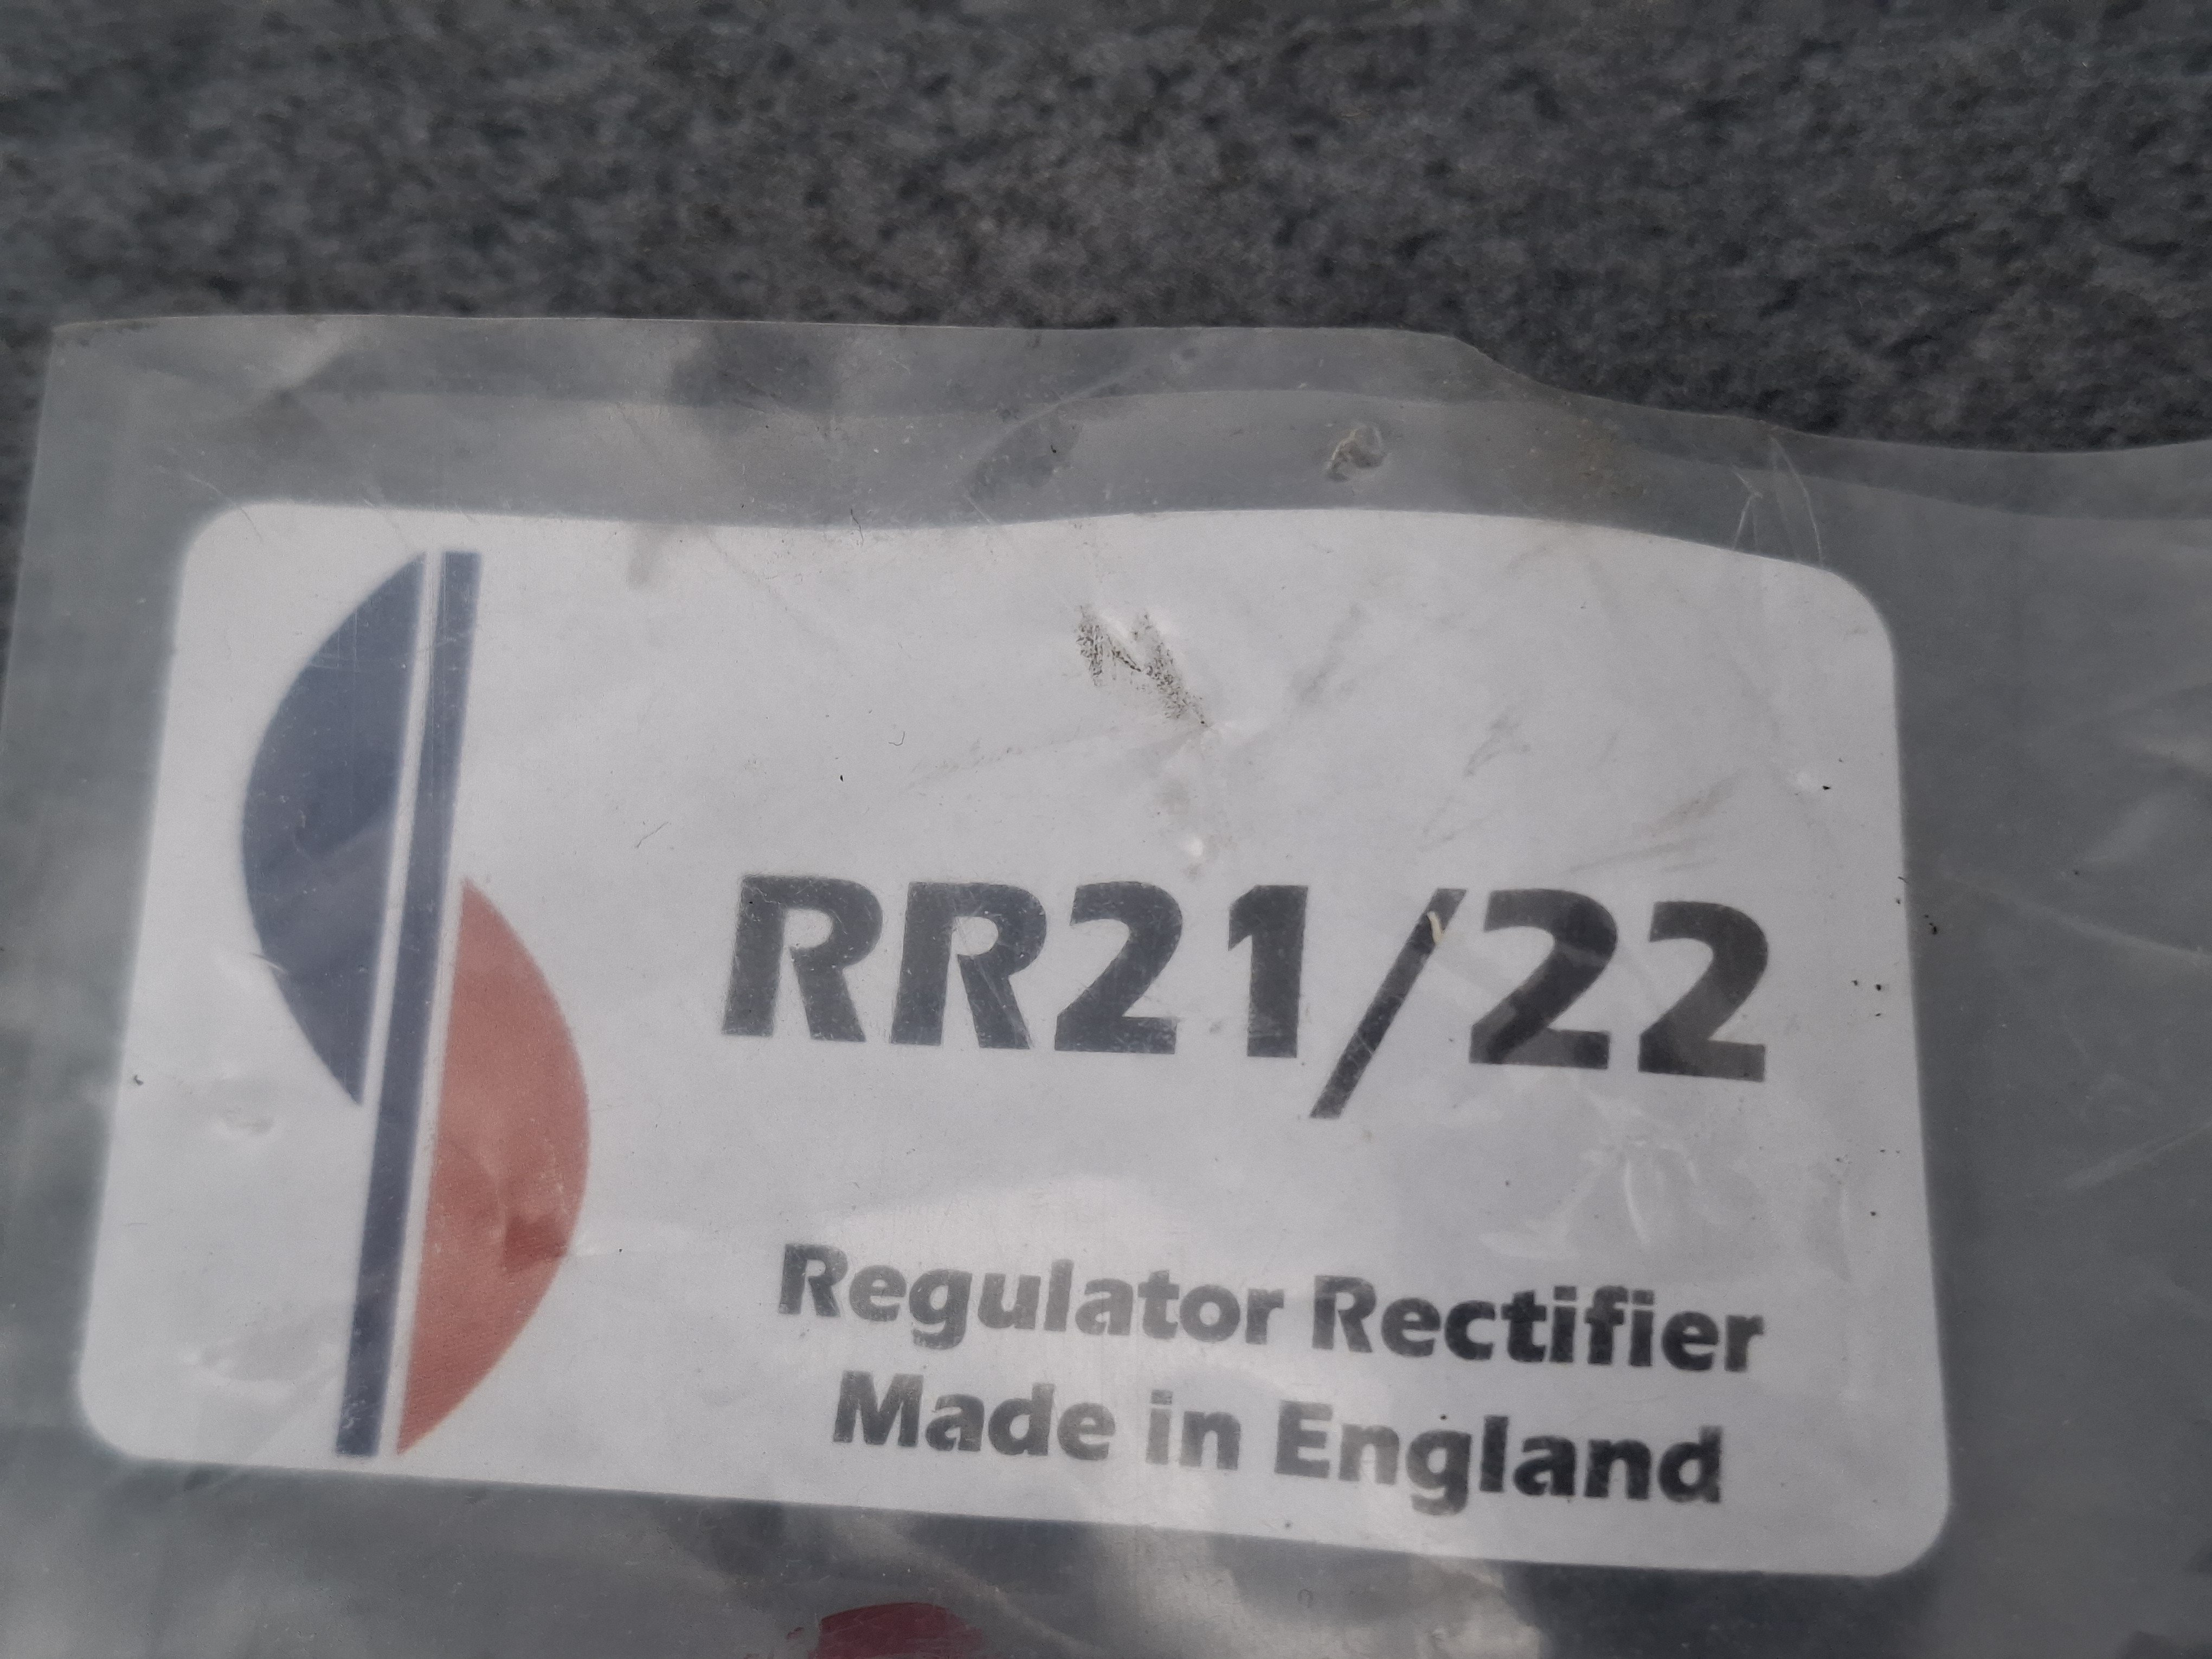 RR21/22
Regulator Rectifier
Made in England